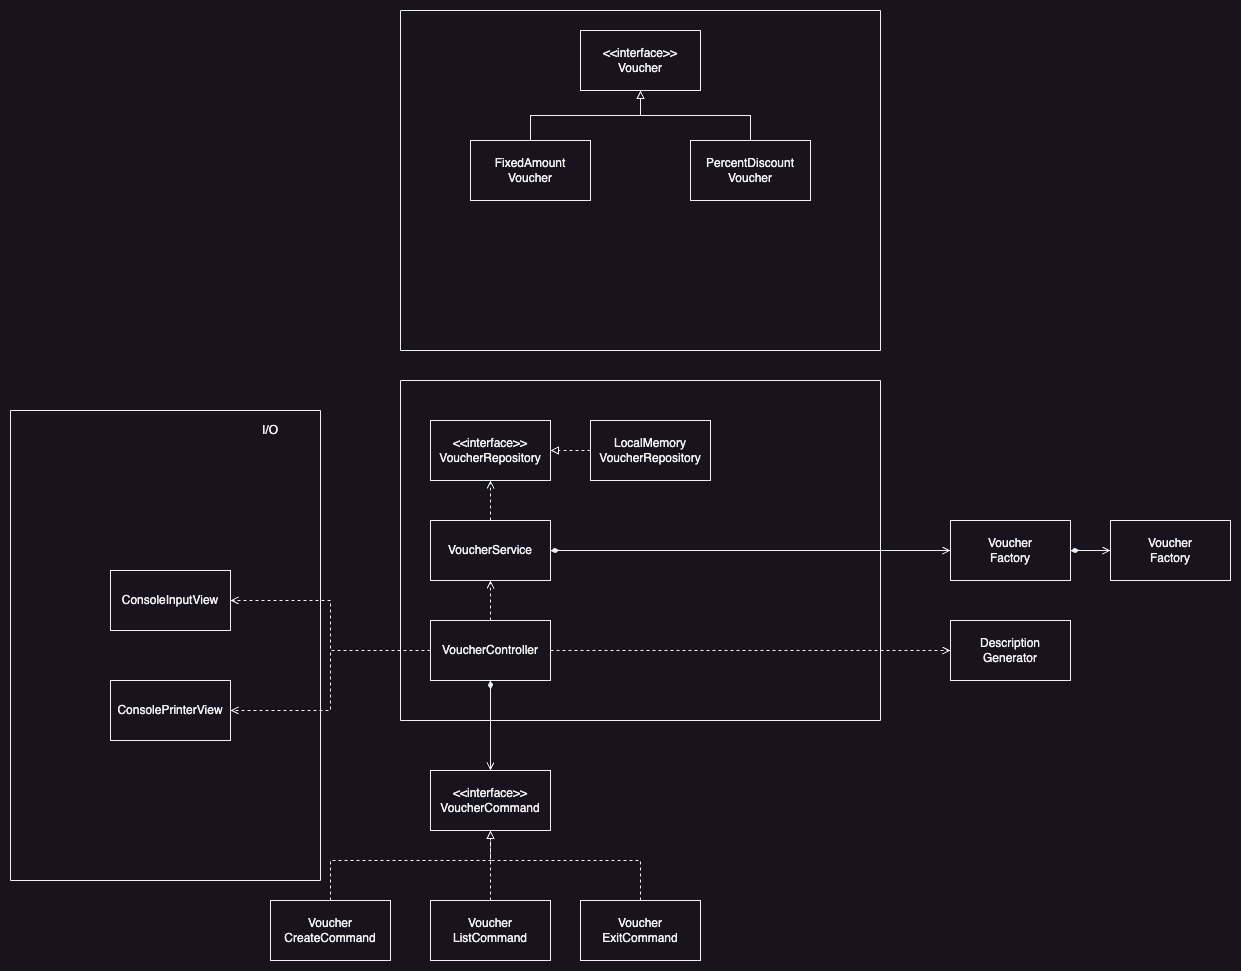 <<interface>>
Voucher
FixedAmount
Voucher
PercentDiscount
Voucher
I/O
<<interface>>
VoucherRepository
LocalMemory
VoucherRepository
VoucherService
Voucher
Factory
Voucher
Factory
ConsoleInputView
VoucherController
Description
Generator
ConsolePrinterView
<<interface>>
VoucherCommand
Voucher
CreateCommand
Voucher
ListCommand
Voucher
ExitCommand